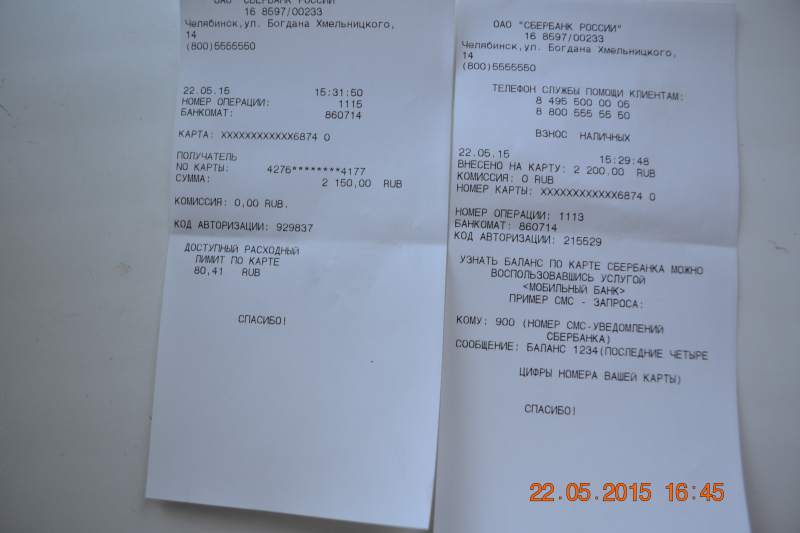 ОАО "СБЕРБАНК РОССИИ"
16 8597/00233
Челябинск,ул. Богдана Хмельницкого,
14
(800)5555550
22.05.15 15:31:50
НОМЕР ОПЕРАЦИИ: 1115
БАНКОМАТ: 860714
КАРТА: XXXXXXXXXXXX6874 0
ПОЛУЧАТЕЛЬ
NO КАРТЫ: 4276********4177
СУММА: 2 150,00 RUB
КОМИССИЯ: 0,00 RUB.
КОД АВТОРИЗАЦИИ: 929837
ДОСТУПНЫЙ РАСХОДНЫЙ
ЛИМИТ ПО КАРТЕ
80,41 RUB
СПАСИБО!
ОАО "СБЕРБАНК РОССИИ"
16 8597/00233
Челябинск,ул. Богдана Хмельницкого,
14
(800)5555550
ТЕЛЕФОН СЛУЖБЫ ПОМОЩИ КЛИЕНТАМ:
8 495 500 00 05
8 800 555 55 50
ВЗНОС НАЛИЧНЫХ
22.05.15 15:29:48
ВНЕСЕНО НА КАРТУ: 2 200.00 RUB
КОМИССИЯ: 0 RUB
НОМЕР КАРТЫ: XXXXXXXXXXXX6874 0
НОМЕР ОПЕРАЦИИ: 1113
БАНКОМАТ: 860714
КОД АВТОРИЗАЦИИ: 215529
УЗНАТЬ БАЛАНС ПО КАРТЕ СБЕРБАНКА МОЖНО
ВОСПОЛЬЗОВАВШИСЬ УСЛУГОЙ
<МОБИЛЬНЫЙ БАНК>
ПРИМЕР СМС - ЗАПРОСА:
КОМУ: 900 (НОМЕР СМС-УВЕДОМЛЕНИЙ
СБЕРБАНКА)
СООБЩЕНИЕ: БАЛАНС 1234(ПОСЛЕДНИЕ ЧЕТЫРЕ
ЦИФРЫ НОМЕРА ВАШЕЙ КАРТЫ)
СПАСИБО!
22.05.2015 16:45